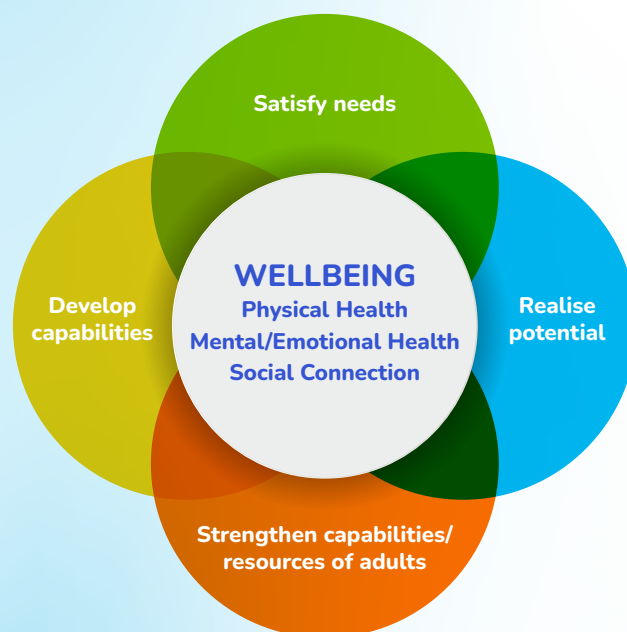 Satisfy needs
Develop
capabilities
WELLBEING
Physical Health
Mental/Emotional Health
Social Connection
Realise
potential
Strengthen capabilities/
resources of adults